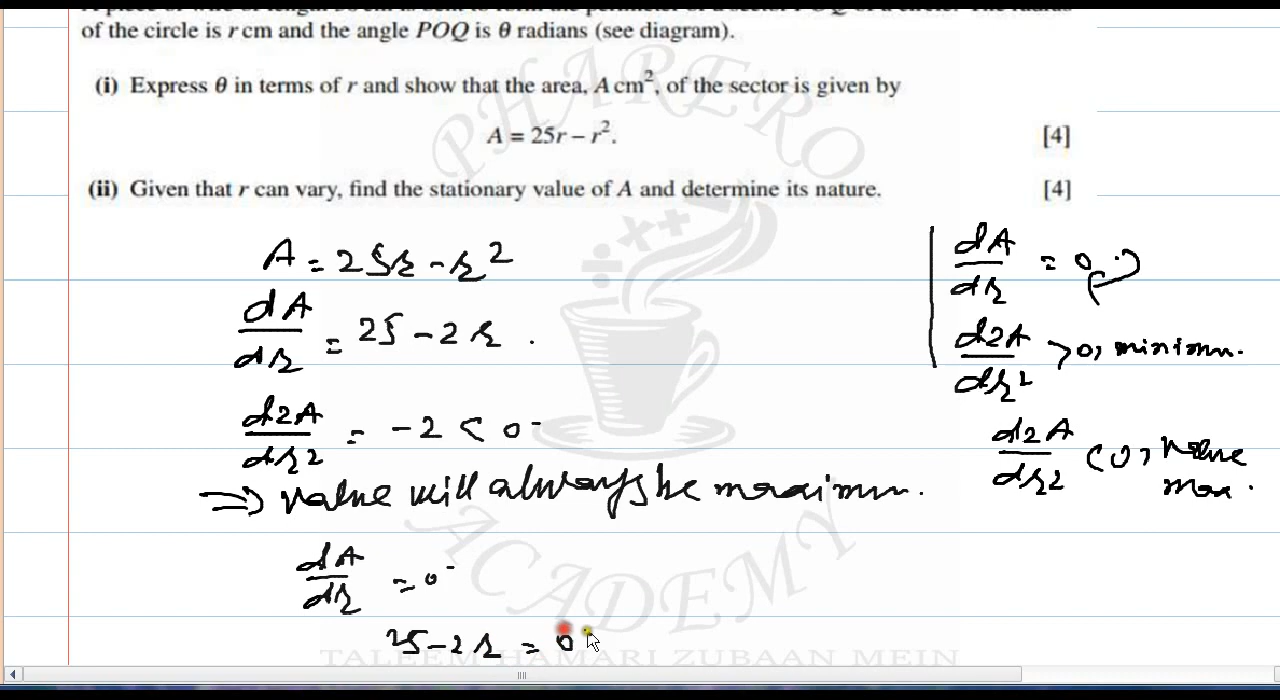 of the circle is r cm and the angle POQ is θ radians (see diagram).
(i) Express θ in terms of r and show that the area, A cm², of the sector is given by
A = 25r − r². [4]
(ii) Given that r can vary, find the stationary value of A and determine its nature. [4]
A = 25r - r²
dA/dr = 25 - 2r .
d2A/dr2 = -2 < 0
⇒ value will always be maximum.
dA/dr = 0
25 - 2r = 0
dA/dr = 0
d2A/dr2 > 0, minimum.
d2A/dr2 < 0, value
max.
PHARERO
ACADEMY
TALEEM HAMARI ZUBAAN MEIN